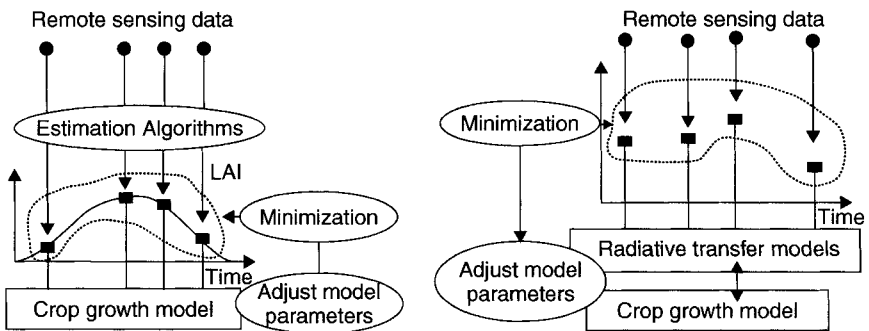 Remote sensing data
Estimation Algorithms
LAI
Minimization
Time
Crop growth model
Adjust model
parameters
Remote sensing data
Minimization
Time
Radiative transfer models
Adjust model
parameters
Crop growth model